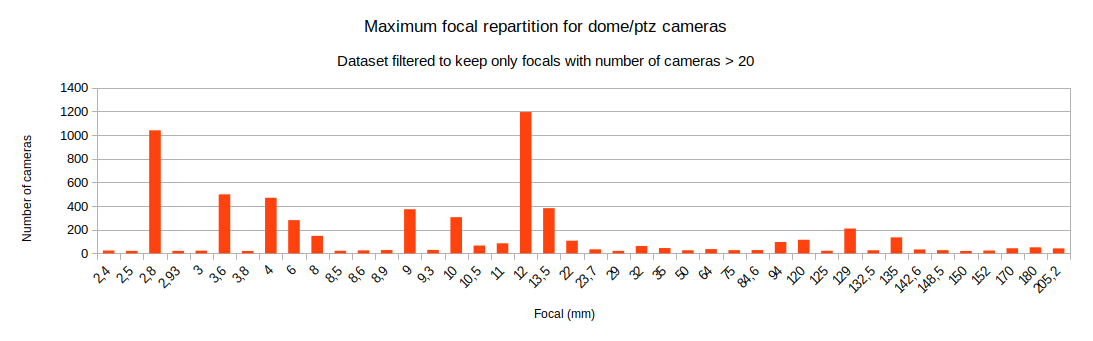 Maximum focal repartition for dome/ptz cameras
Dataset filtered to keep only focals with number of cameras > 20
Number of cameras
1400
1200
1000
800
600
400
200
0
2,4 2,5 2,8 2,93 3 3,6 3,8 4 6 8 8,5 8,6 8,9 9 9,3 10 10,5 11 12 13,5 22 23,7 29 32 35 50 64 75 84,6 94 120 125 129 132,5 135 142,6 148,5 150 152 170 180 205,2
Focal (mm)